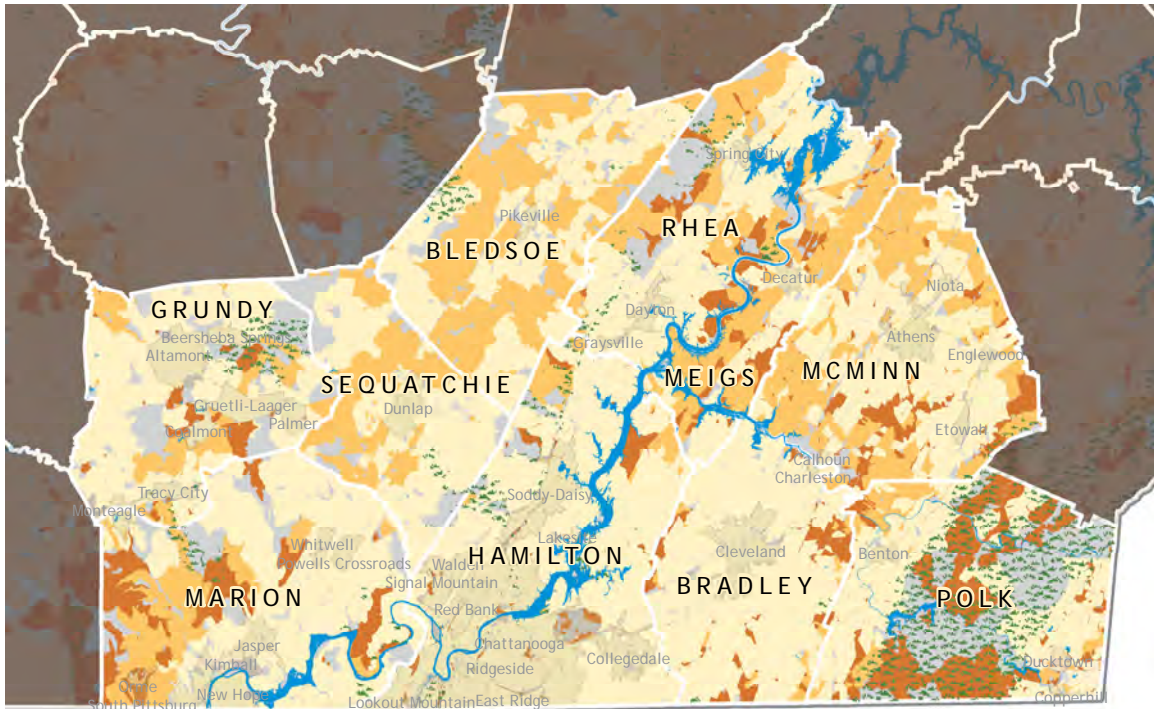 Spring City
Pikeville
RHEA
BLEDSOE
Decatur
Niota
GRUNDY
Dayton
Beersheba Springs
Athens
Altamont
Graysville
Englewood
MCMINN
MEIGS
SEQUATCHIE
Dunlap
Gruetli-Laager
Palmer
Coalmont
Etowah
Calhoun
Charleston
Tracy City
Soddy-Daisy
Monteagle
Lakesite
Whitwell
Cleveland
Benton
HAMILTON
Powells Crossroads
Walden
Signal Mountain
BRADLEY
MARION
POLK
Red Bank
Jasper
Chattanooga
Kimball
Collegedale
Ducktown
Ridgeside
Orme
New Hope
Copperhill
South Pittsburg
Lookout Mountain
East Ridge